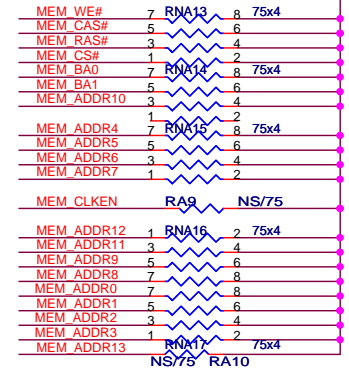 MEM_WE# 7 RNA13 8 75x4
MEM_CAS# 5 6
MEM_RAS# 3 4
MEM_CS# 1 2
MEM_BA0 7 RNA14 8 75x4
MEM_BA1 5 6
MEM_ADDR10 3 4
1 2
MEM_ADDR4 7 RNA15 8 75x4
MEM_ADDR5 5 6
MEM_ADDR6 3 4
MEM_ADDR7 1 2
MEM_CLKEN RA9 NS/75
MEM_ADDR12 1 RNA16 2 75x4
MEM_ADDR11 3 4
MEM_ADDR9 5 6
MEM_ADDR8 7 8
MEM_ADDR0 7 8
MEM_ADDR1 5 6
MEM_ADDR2 3 4
MEM_ADDR3 1 2
MEM_ADDR13 RNA17 75x4
NS/75 RA10